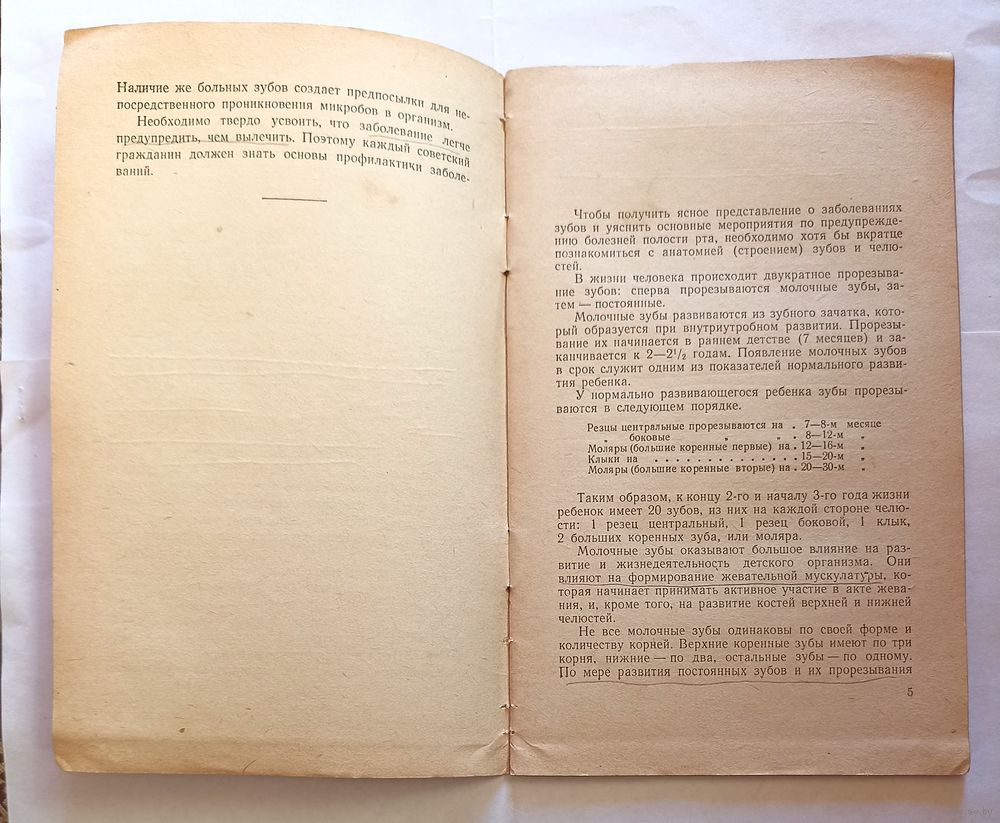 Наличие же больных зубов создает предпосылки для не-
посредственного проникновения микробов в организм.
Необходимо твердо усвоить, что заболевание легче
предупредить, чем вылечить. Поэтому каждый советский
гражданин должен знать основы профилактики заболе-
ваний.
Чтобы получить ясное представление о заболеваниях
зубов и уяснить основные мероприятия по предупрежде-
нию болезней полости рта, необходимо хотя бы вкратце
познакомиться с анатомией (строением) зубов и челю-
стей.
В жизни человека происходит двукратное прорезыва-
ние зубов: сперва прорезываются молочные зубы, за-
тем — постоянные.
Молочные зубы развиваются из зубного зачатка, кото-
рый образуется при внутриутробном развитии. Прорезы-
вание их начинается в раннем детстве (7 месяцев) и за-
канчивается к 2—2½ годам. Появление молочных зубов
в срок служит одним из показателей нормального разви-
тия ребенка.
У нормально развивающегося ребенка зубы прорезы-
ваются в следующем порядке.
Резцы центральные прорезываются на . 7—8-м месяце
„ боковые „ „ . 8—12-м „
Моляры (большие коренные первые) на . 12—16-м „
Клыки на . . . . . . . . . . . . . 15—20-м „
Моляры (большие коренные вторые) на . 20—30-м „
Таким образом, к концу 2-го и началу 3-го года жизни
ребенок имеет 20 зубов, из них на каждой стороне челю-
сти: 1 резец центральный, 1 резец боковой, 1 клык,
2 больших коренных зуба, или моляра.
Молочные зубы оказывают большое влияние на раз-
витие и жизнедеятельность детского организма. Они
влияют на формирование жевательной мускулатуры, ко-
торая начинает принимать активное участие в акте жева-
ния, и, кроме того, на развитие костей верхней и нижней
челюстей.
Не все молочные зубы одинаковы по своей форме и
количеству корней. Верхние коренные зубы имеют по три
корня, нижние — по два, остальные зубы — по одному.
По мере развития постоянных зубов и их прорезывания
5
ay.by